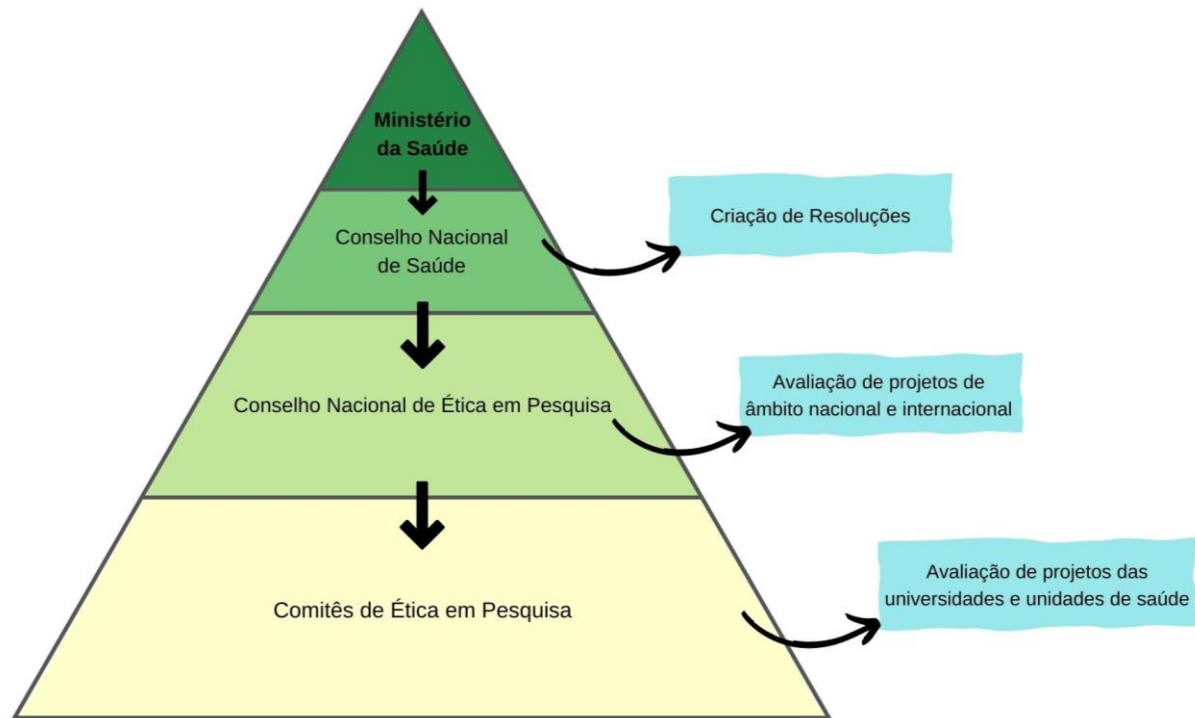 Ministério
da Saúde
Conselho Nacional
de Saúde
Criação de Resoluções
Conselho Nacional de Ética em Pesquisa
Avaliação de projetos de
âmbito nacional e internacional
Comitês de Ética em Pesquisa
Avaliação de projetos das
universidades e unidades de saúde